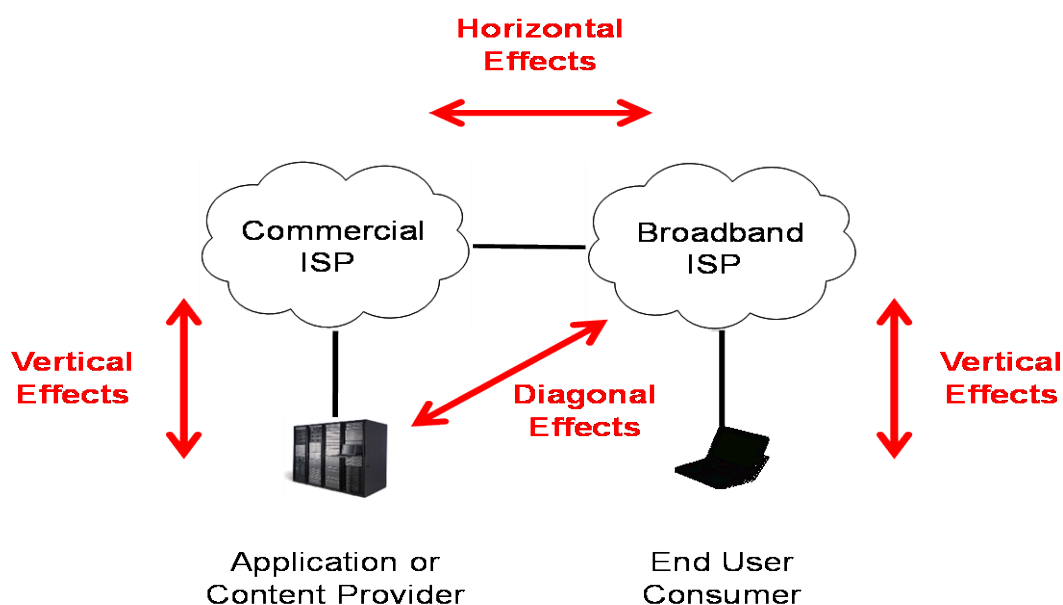 Horizontal
Effects
Commercial
ISP
Broadband
ISP
Vertical
Effects
Diagonal
Effects
Vertical
Effects
Application or
Content Provider
End User
Consumer